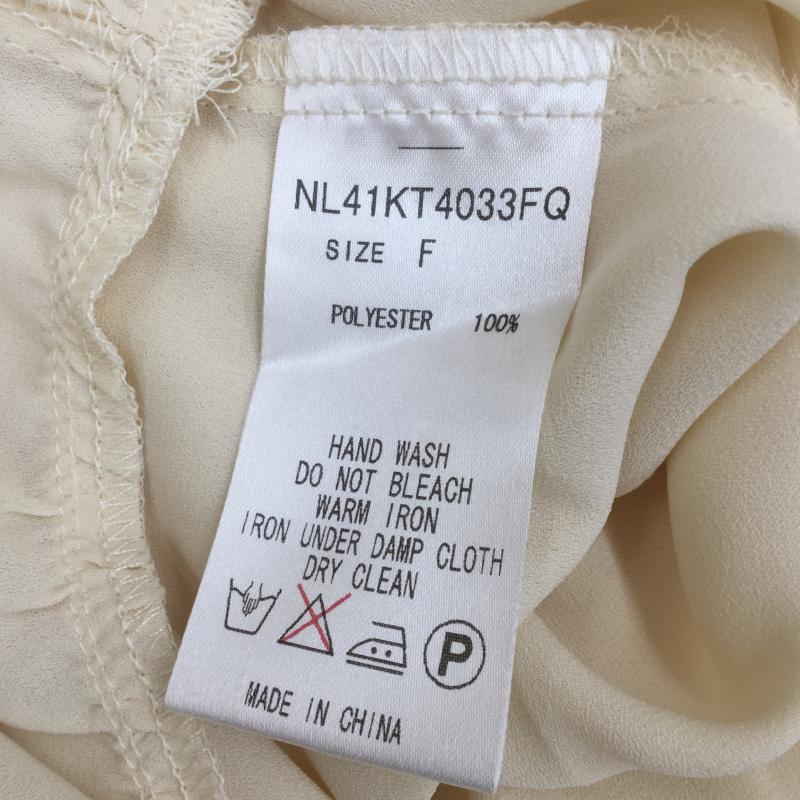 NL41KT4033FQ
SIZE F
POLYESTER 100%
HAND WASH
DO NOT BLEACH
WARM IRON
IRON UNDER DAMP CLOTH
DRY CLEAN
P
MADE IN CHINA